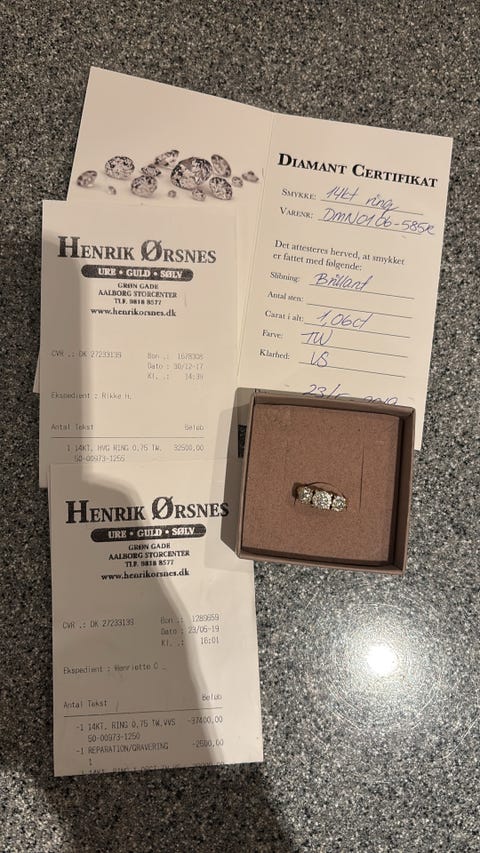 DIAMANT CERTIFIKAT
SMYKKE: 14kt ring
VARENR: DMN0106-585R
Det attesteres herved, at smykket
er fattet med følgende:
Slibning: Brillant
Antal sten:
Carat i alt: 1,06ct
Farve: TW
Klarhed: VS
HENRIK ØRSNES
URE • GULD • SØLV
GRØN GADE
AALBORG STORCENTER
TLF. 9818 8577
www.henrikorsnes.dk
CVR .: DK 27233139 Bon .: 1678308
Dato : 30/12-17
Kl. .: 14:39
Ekspedient : Rikke H.
Antal Tekst Beløb
1 14KT. HVG RING 0,75 TW. 32500,00
50-00973-1255
HENRIK ØRSNES
URE • GULD • SØLV
GRØN GADE
AALBORG STORCENTER
TLF. 9818 8577
www.henrikorsnes.dk
CVR .: DK 27233139 Bon .: 1289659
Dato : 23/05-19
Kl. .: 16:01
Ekspedient : Henriette O
Antal Tekst Beløb
-1 14KT. RING 0,75 TW,VVS -37400,00
50-00973-1250
-1 REPARATION/GRAVERING -2600,00
1